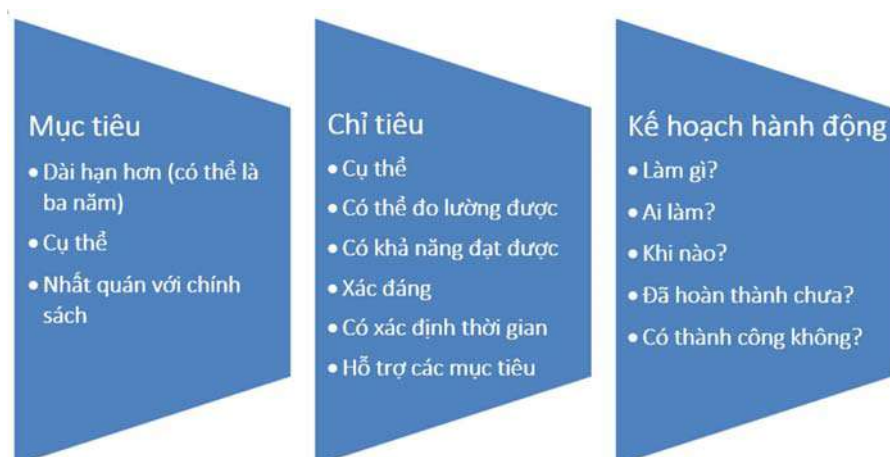 Mục tiêu
• Dài hạn hơn (có thể là
ba năm)
• Cụ thể
• Nhất quán với chính
sách
Chỉ tiêu
• Cụ thể
• Có thể đo lường được
• Có khả năng đạt được
• Xác đáng
• Có xác định thời gian
• Hỗ trợ các mục tiêu
Kế hoạch hành động
• Làm gì?
• Ai làm?
• Khi nào?
• Đã hoàn thành chưa?
• Có thành công không?